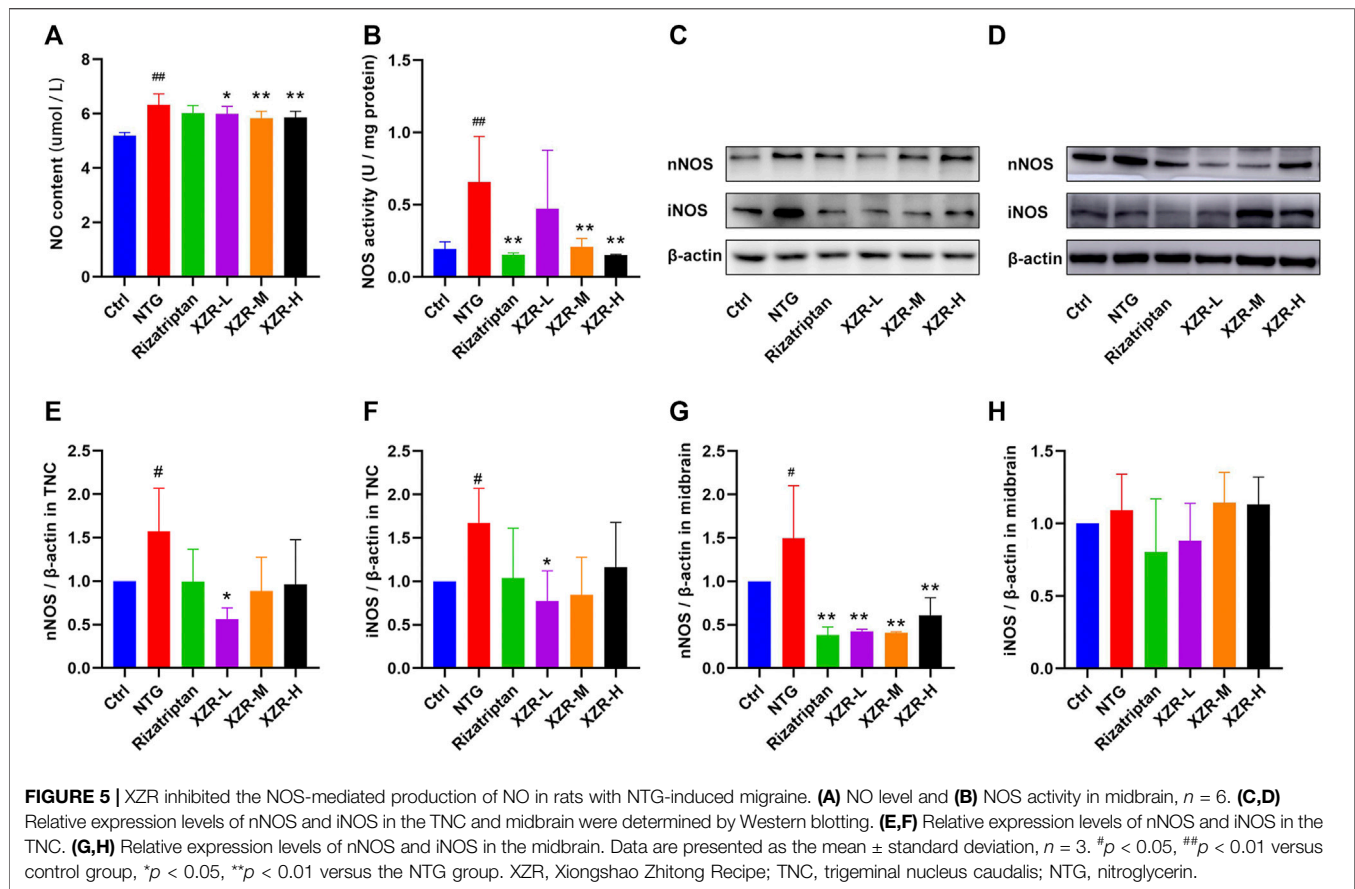 A
NO content (umol / L)
8
6
4
2
0
##
*
**
**
Ctrl
NTG
Rizatriptan
XZR-L
XZR-M
XZR-H
B
NOS activity (U / mg protein)
1.5
1.0
0.5
0.0
##
**
**
**
Ctrl
NTG
Rizatriptan
XZR-L
XZR-M
XZR-H
C
nNOS
iNOS
β-actin
Ctrl
NTG
Rizatriptan
XZR-L
XZR-M
XZR-H
D
nNOS
iNOS
β-actin
Ctrl
NTG
Rizatriptan
XZR-L
XZR-M
XZR-H
E
nNOS / β-actin in TNC
2.5
2.0
1.5
1.0
0.5
0.0
#
*
Ctrl
NTG
Rizatriptan
XZR-L
XZR-M
XZR-H
F
iNOS / β-actin in TNC
2.5
2.0
1.5
1.0
0.5
0.0
#
*
Ctrl
NTG
Rizatriptan
XZR-L
XZR-M
XZR-H
G
nNOS / β-actin in midbrain
2.5
2.0
1.5
1.0
0.5
0.0
#
**
**
**
**
Ctrl
NTG
Rizatriptan
XZR-L
XZR-M
XZR-H
H
iNOS / β-actin in midbrain
1.5
1.0
0.5
0.0
Ctrl
NTG
Rizatriptan
XZR-L
XZR-M
XZR-H
FIGURE 5 | XZR inhibited the NOS-mediated production of NO in rats with NTG-induced migraine. (A) NO level and (B) NOS activity in midbrain, n = 6. (C,D)
Relative expression levels of nNOS and iNOS in the TNC and midbrain were determined by Western blotting. (E,F) Relative expression levels of nNOS and iNOS in the
TNC. (G,H) Relative expression levels of nNOS and iNOS in the midbrain. Data are presented as the mean ± standard deviation, n = 3. #p < 0.05, ##p < 0.01 versus
control group, *p < 0.05, **p < 0.01 versus the NTG group. XZR, Xiongshao Zhitong Recipe; TNC, trigeminal nucleus caudalis; NTG, nitroglycerin.